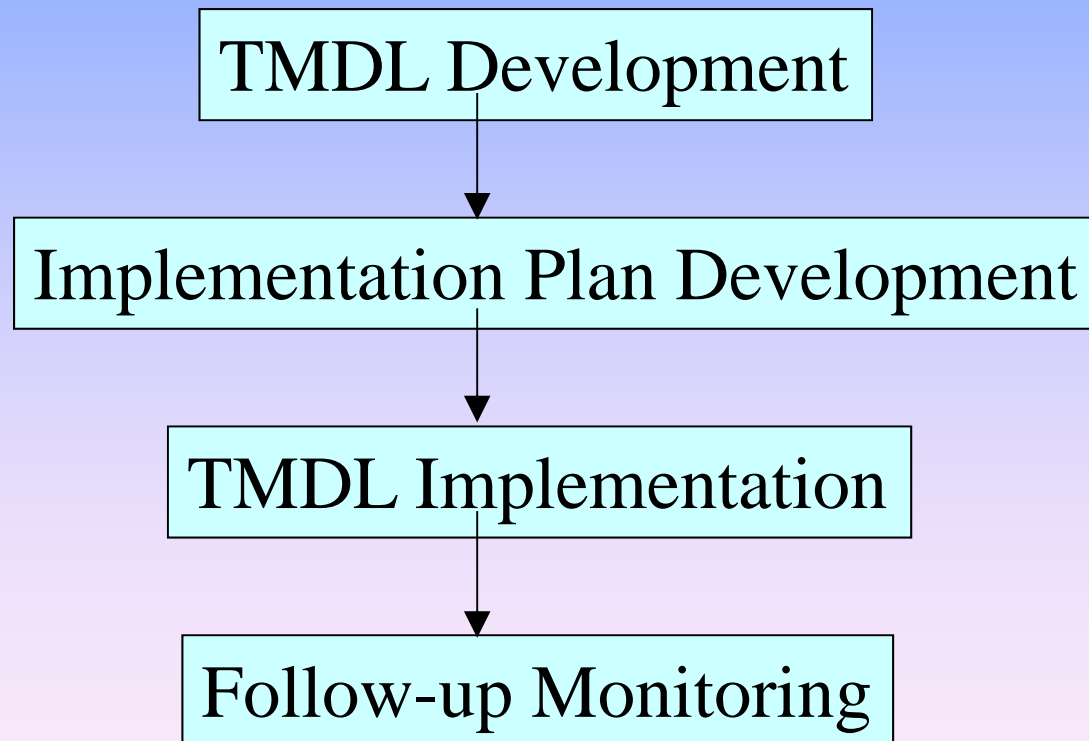 TMDL Development
Implementation Plan Development
TMDL Implementation
Follow-up Monitoring